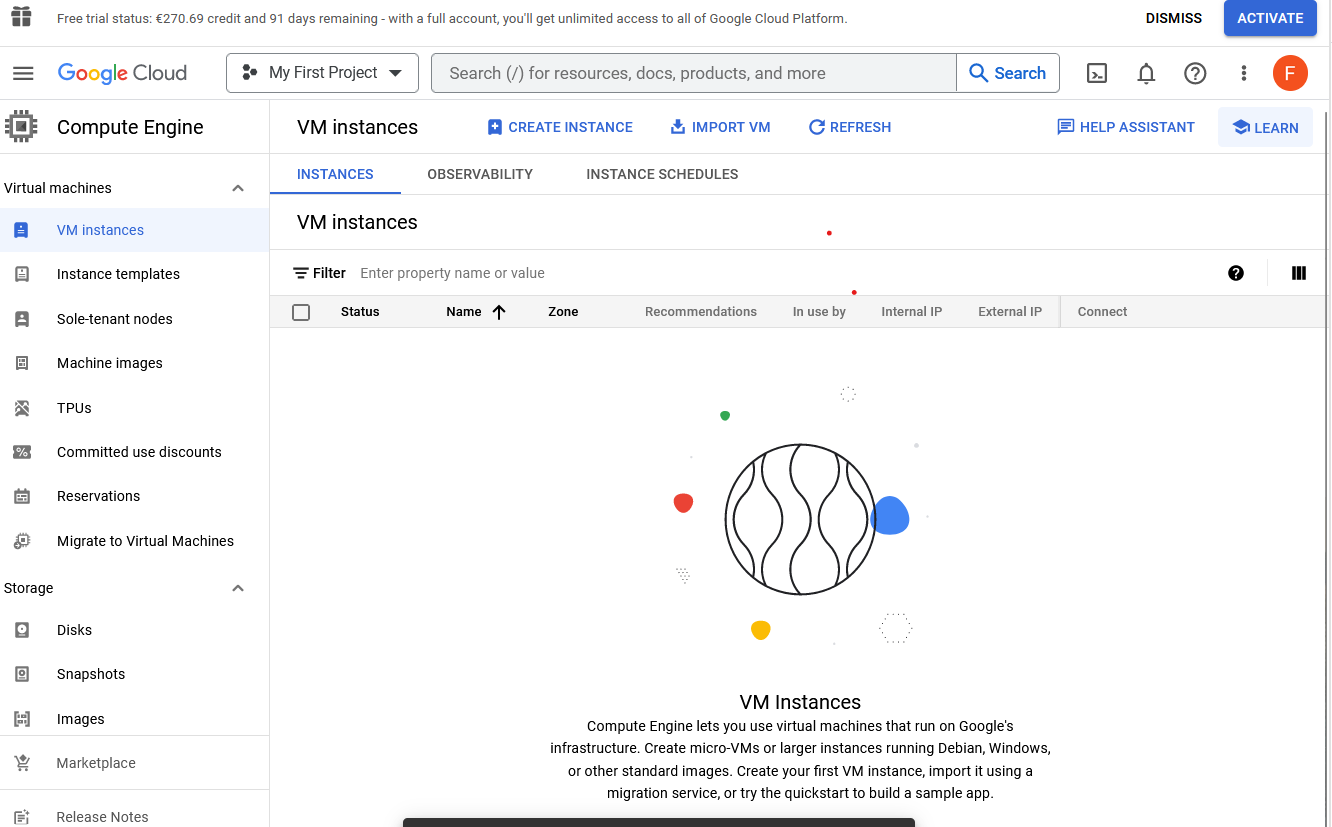 Free trial status: €270.69 credit and 91 days remaining - with a full account, you'll get unlimited access to all of Google Cloud Platform.
DISMISS
ACTIVATE
Google Cloud
My First Project
Search (/) for resources, docs, products, and more
Search
F
Compute Engine
VM instances
CREATE INSTANCE
IMPORT VM
REFRESH
HELP ASSISTANT
LEARN
Virtual machines
VM instances
Instance templates
Sole-tenant nodes
Machine images
TPUs
Committed use discounts
Reservations
Migrate to Virtual Machines
Storage
Disks
Snapshots
Images
Marketplace
Release Notes
INSTANCES
OBSERVABILITY
INSTANCE SCHEDULES
VM instances
Filter
Enter property name or value
Status
Name
Zone
Recommendations
In use by
Internal IP
External IP
Connect
VM Instances
Compute Engine lets you use virtual machines that run on Google's
infrastructure. Create micro-VMs or larger instances running Debian, Windows,
or other standard images. Create your first VM instance, import it using a
migration service, or try the quickstart to build a sample app.